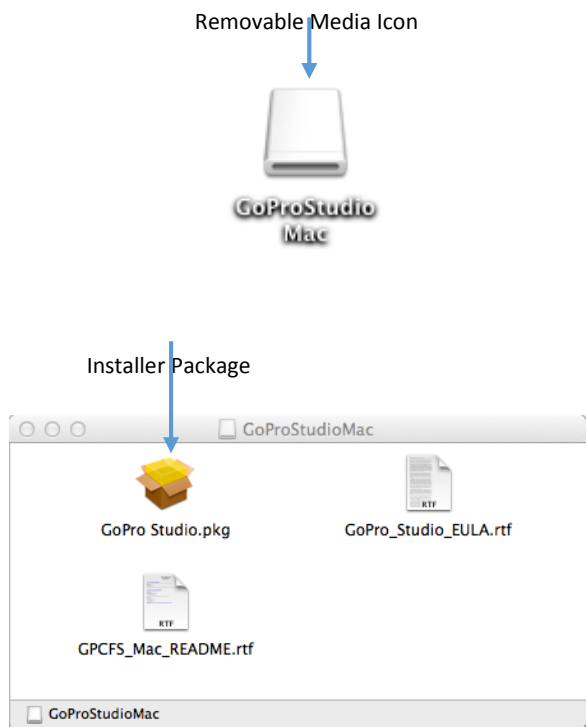 Removable Media Icon
GoProStudio
Mac
Installer Package
GoProStudioMac
GoPro Studio.pkg
RTF
GoPro_Studio_EULA.rtf
RTF
GPCFS_Mac_README.rtf
GoProStudioMac